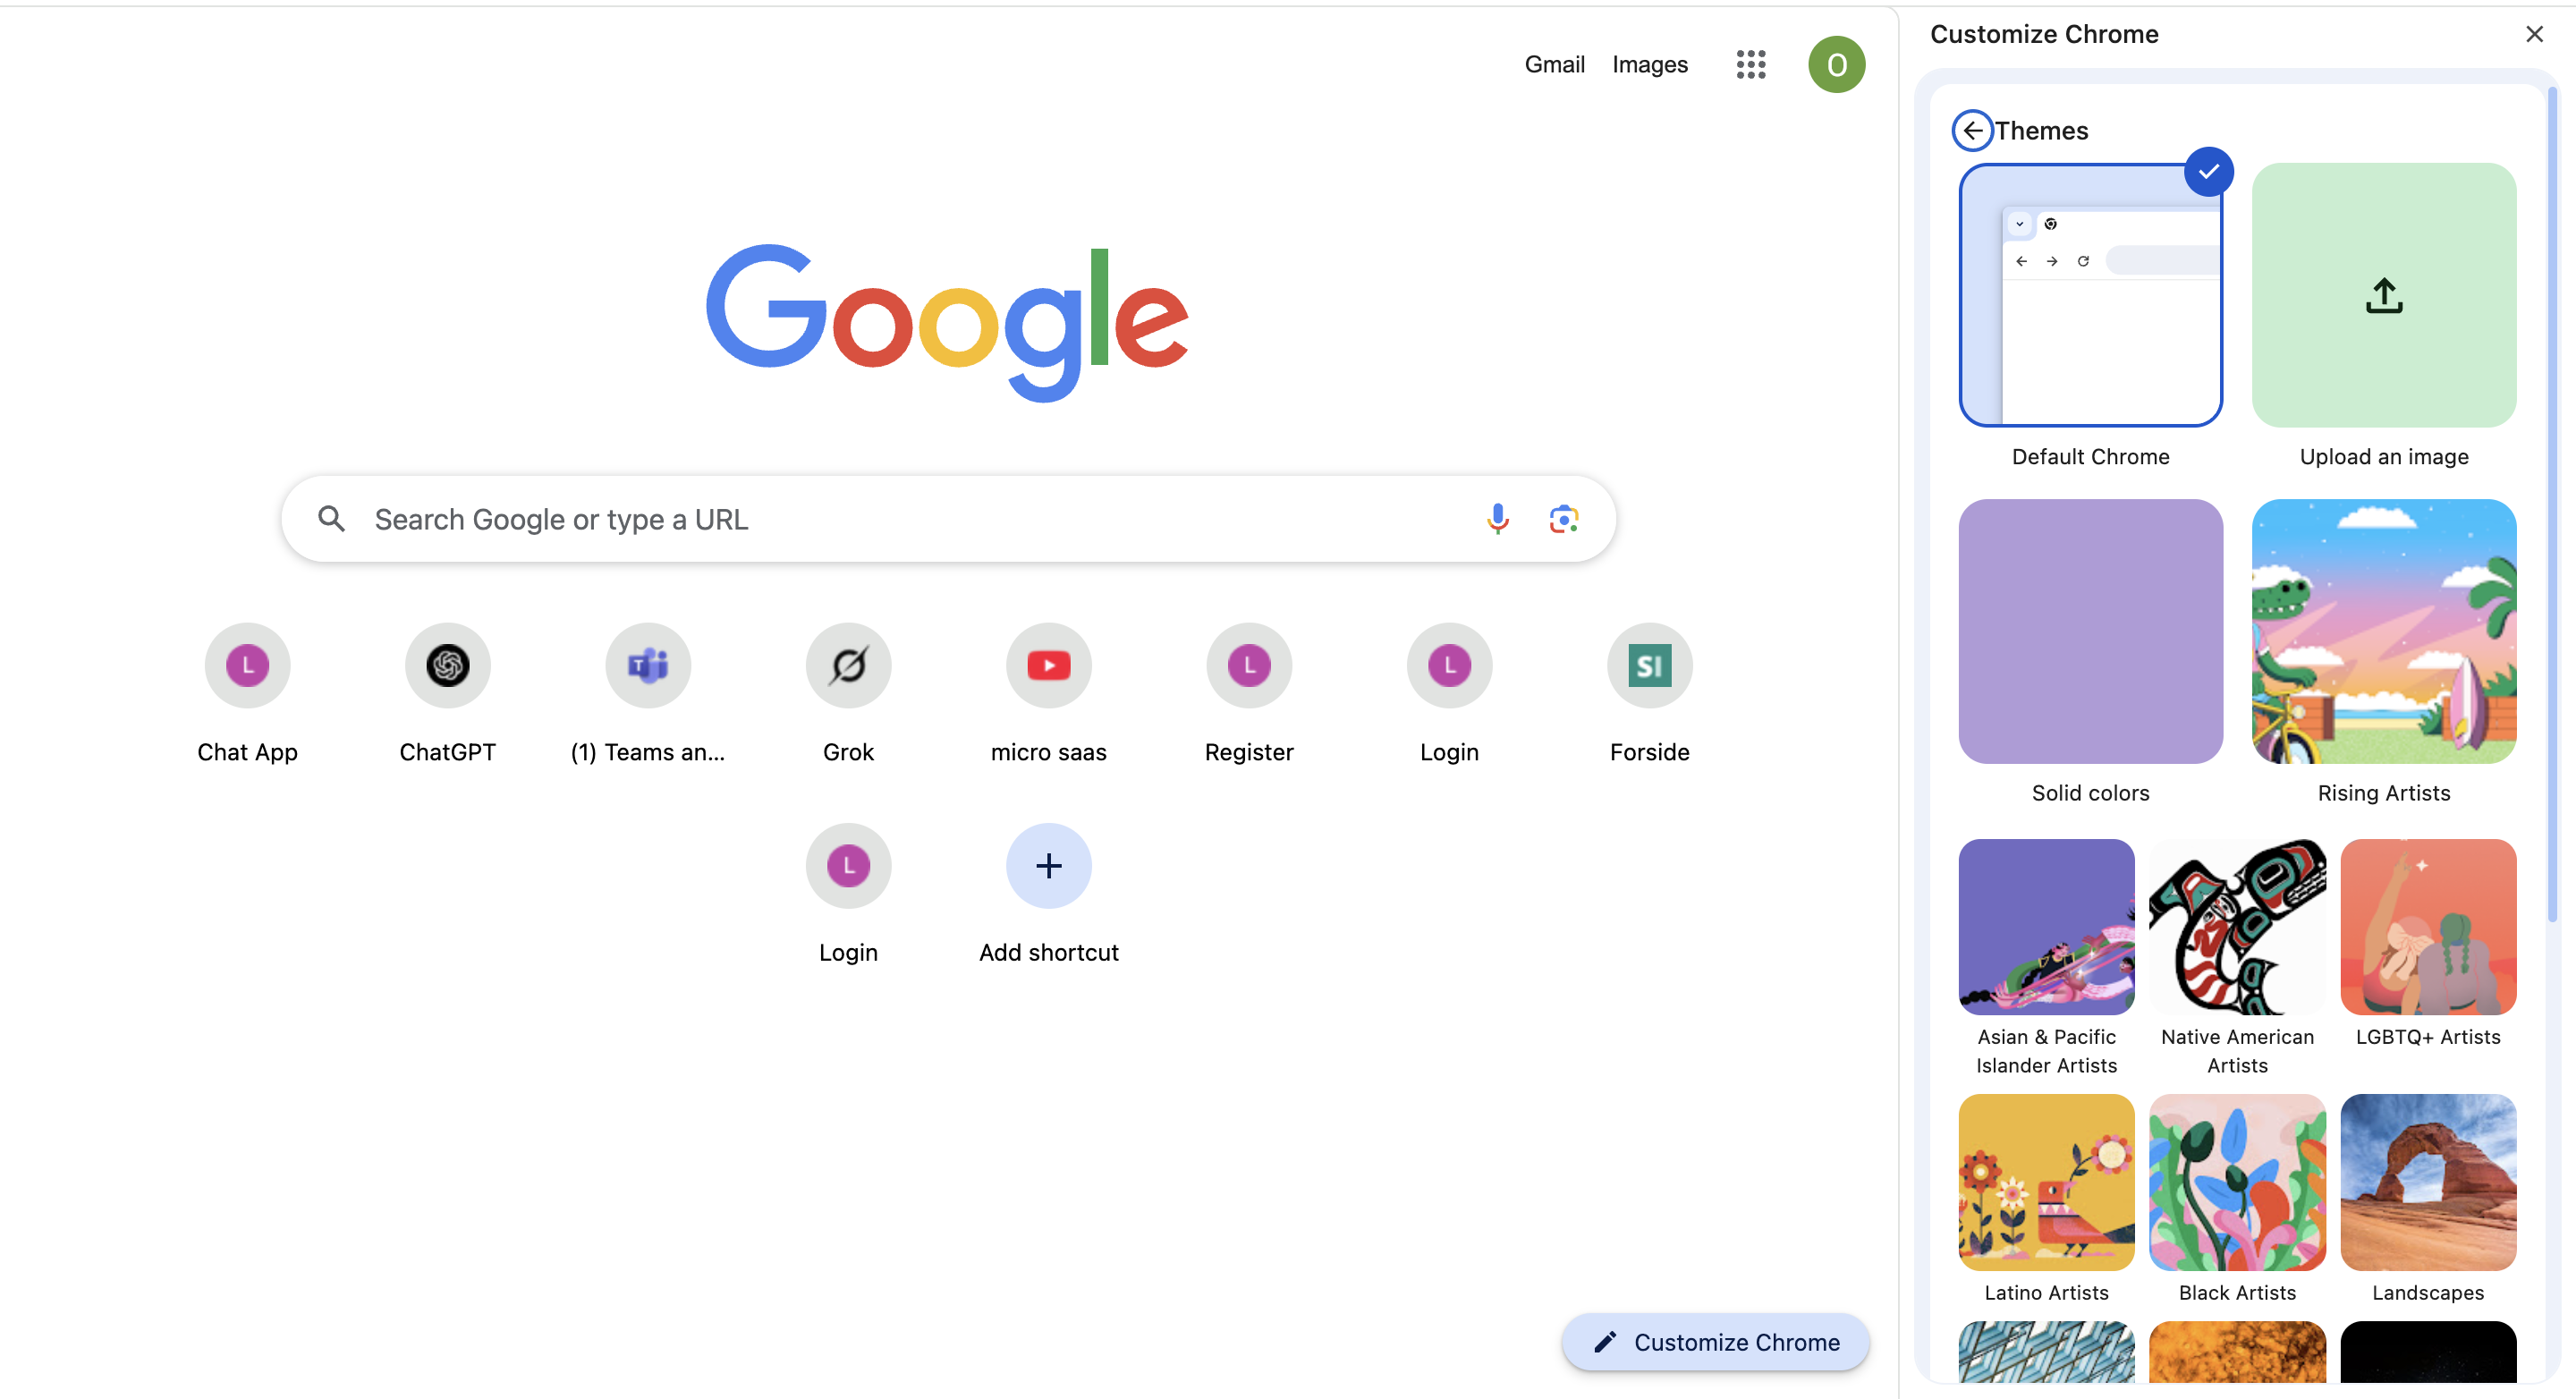 Gmail
Images
O
Google
Search Google or type a URL
L
T
L
L
SI
Chat App
ChatGPT
(1) Teams an...
Grok
micro saas
Register
Login
Forside
L
Login
Add shortcut
Customize Chrome
Customize Chrome
Themes
Default Chrome
Upload an image
Solid colors
Rising Artists
Asian & Pacific
Islander Artists
Native American
Artists
LGBTQ+ Artists
Latino Artists
Black Artists
Landscapes